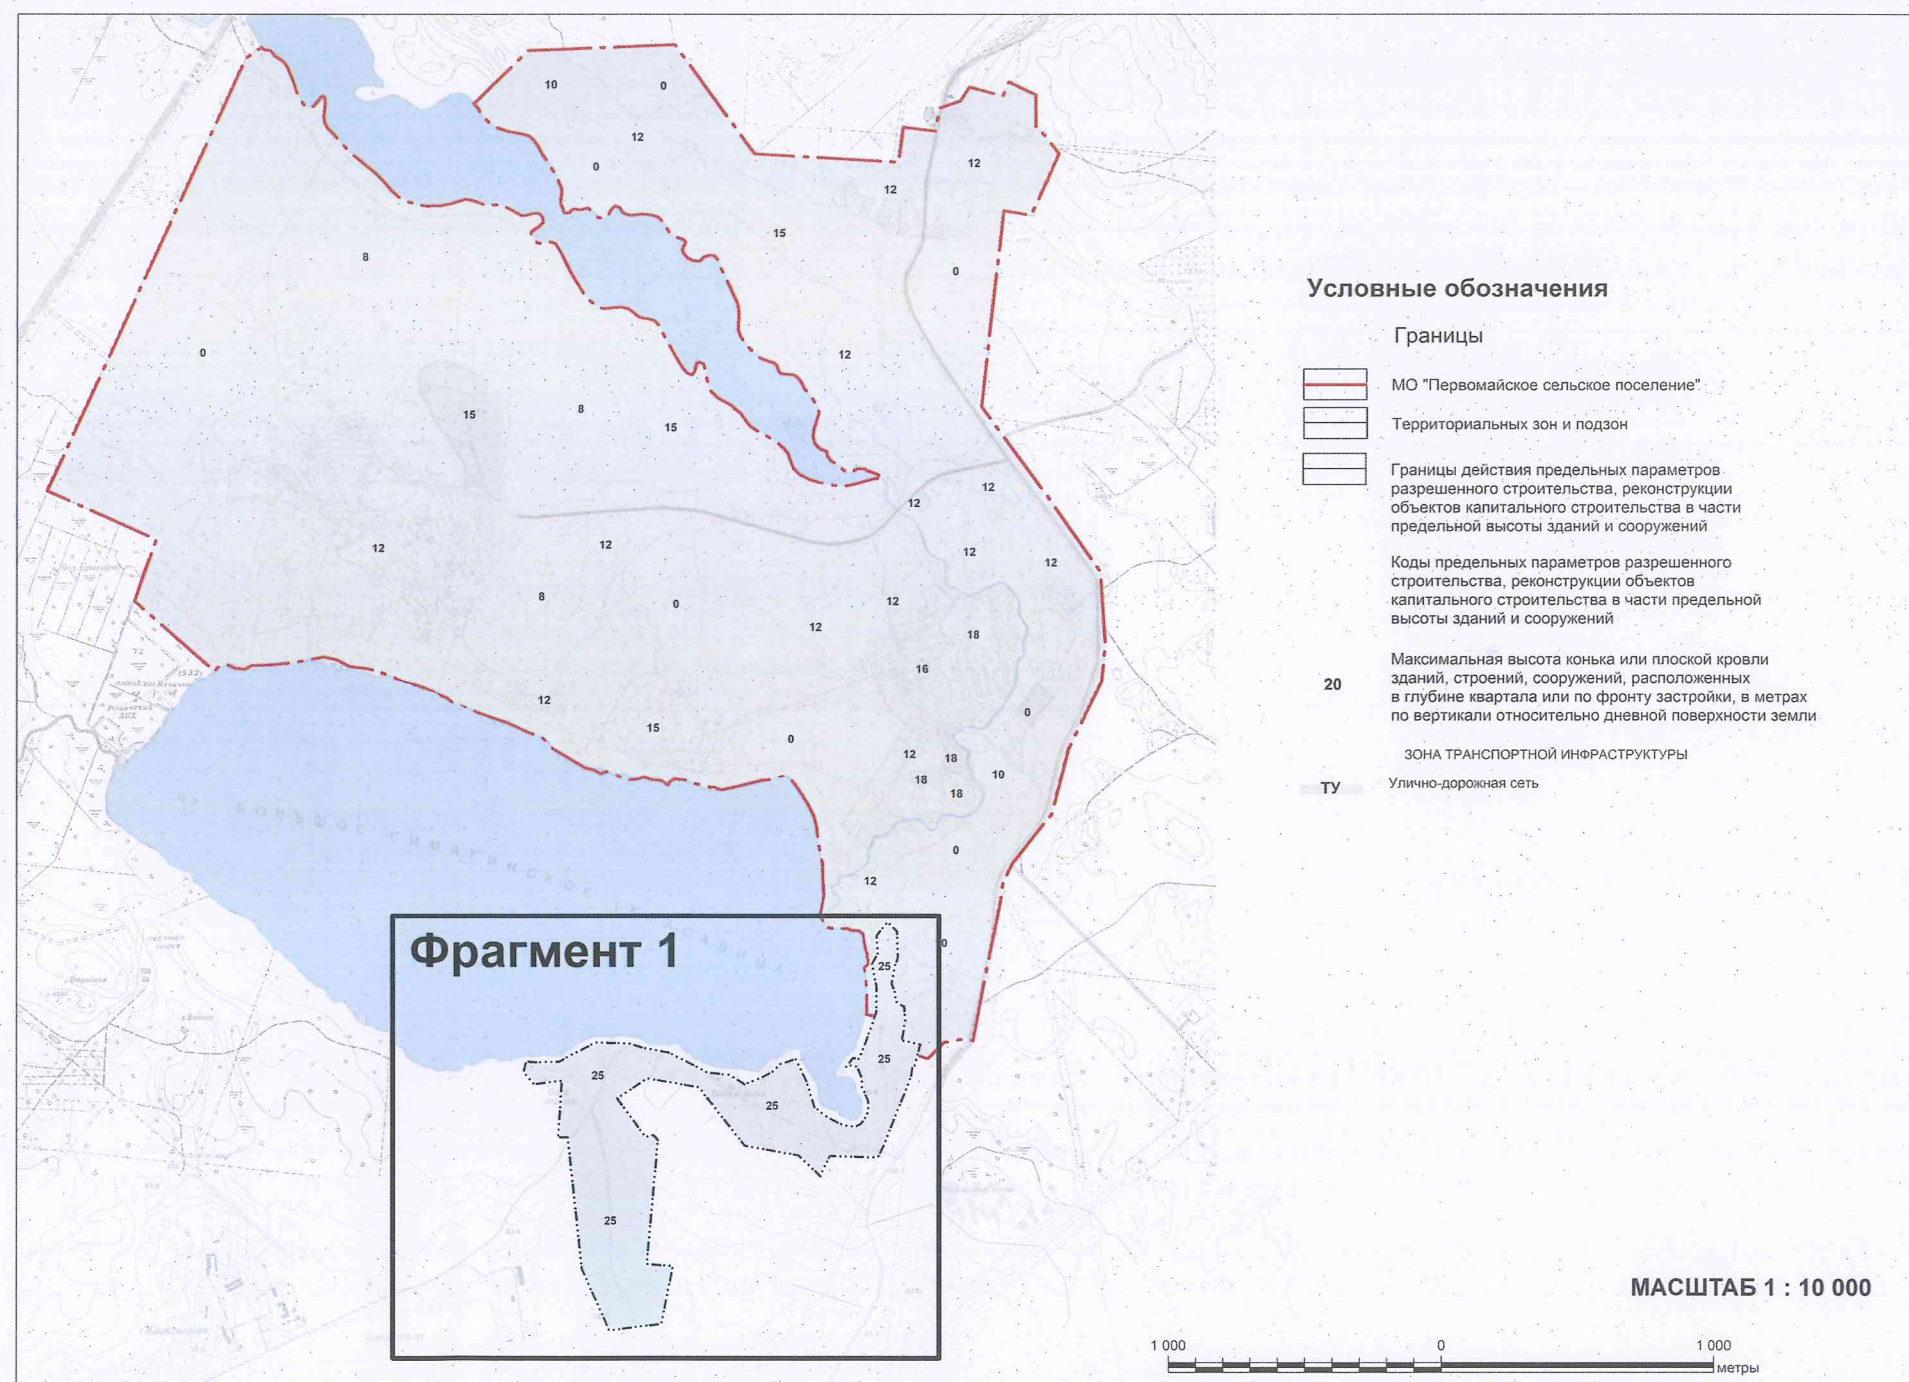 10
0
12
0
12
12
15
8
0
0
12
15
8
15
12
12
12
12
12
12
8
0
12
12
18
16
0
12
15
0
12
18
18
10
18
0
12
0
Фрагмент 1
25
25
25
25
25
оз. БОЛЬШОЕ СИМАГИНСКОЕ (КРАСАВИЦА)
Условные обозначения
Границы
МО "Первомайское сельское поселение"
Территориальных зон и подзон
Границы действия предельных параметров
разрешенного строительства, реконструкции
объектов капитального строительства в части
предельной высоты зданий и сооружений
Коды предельных параметров разрешенного
строительства, реконструкции объектов
капитального строительства в части предельной
высоты зданий и сооружений
20
Максимальная высота конька или плоской кровли
зданий, строений, сооружений, расположенных
в глубине квартала или по фронту застройки, в метрах
по вертикали относительно дневной поверхности земли
ЗОНА ТРАНСПОРТНОЙ ИНФРАСТРУКТУРЫ
ТУ Улично-дорожная сеть
МАСШТАБ 1 : 10 000
1 000 0 1 000
метры